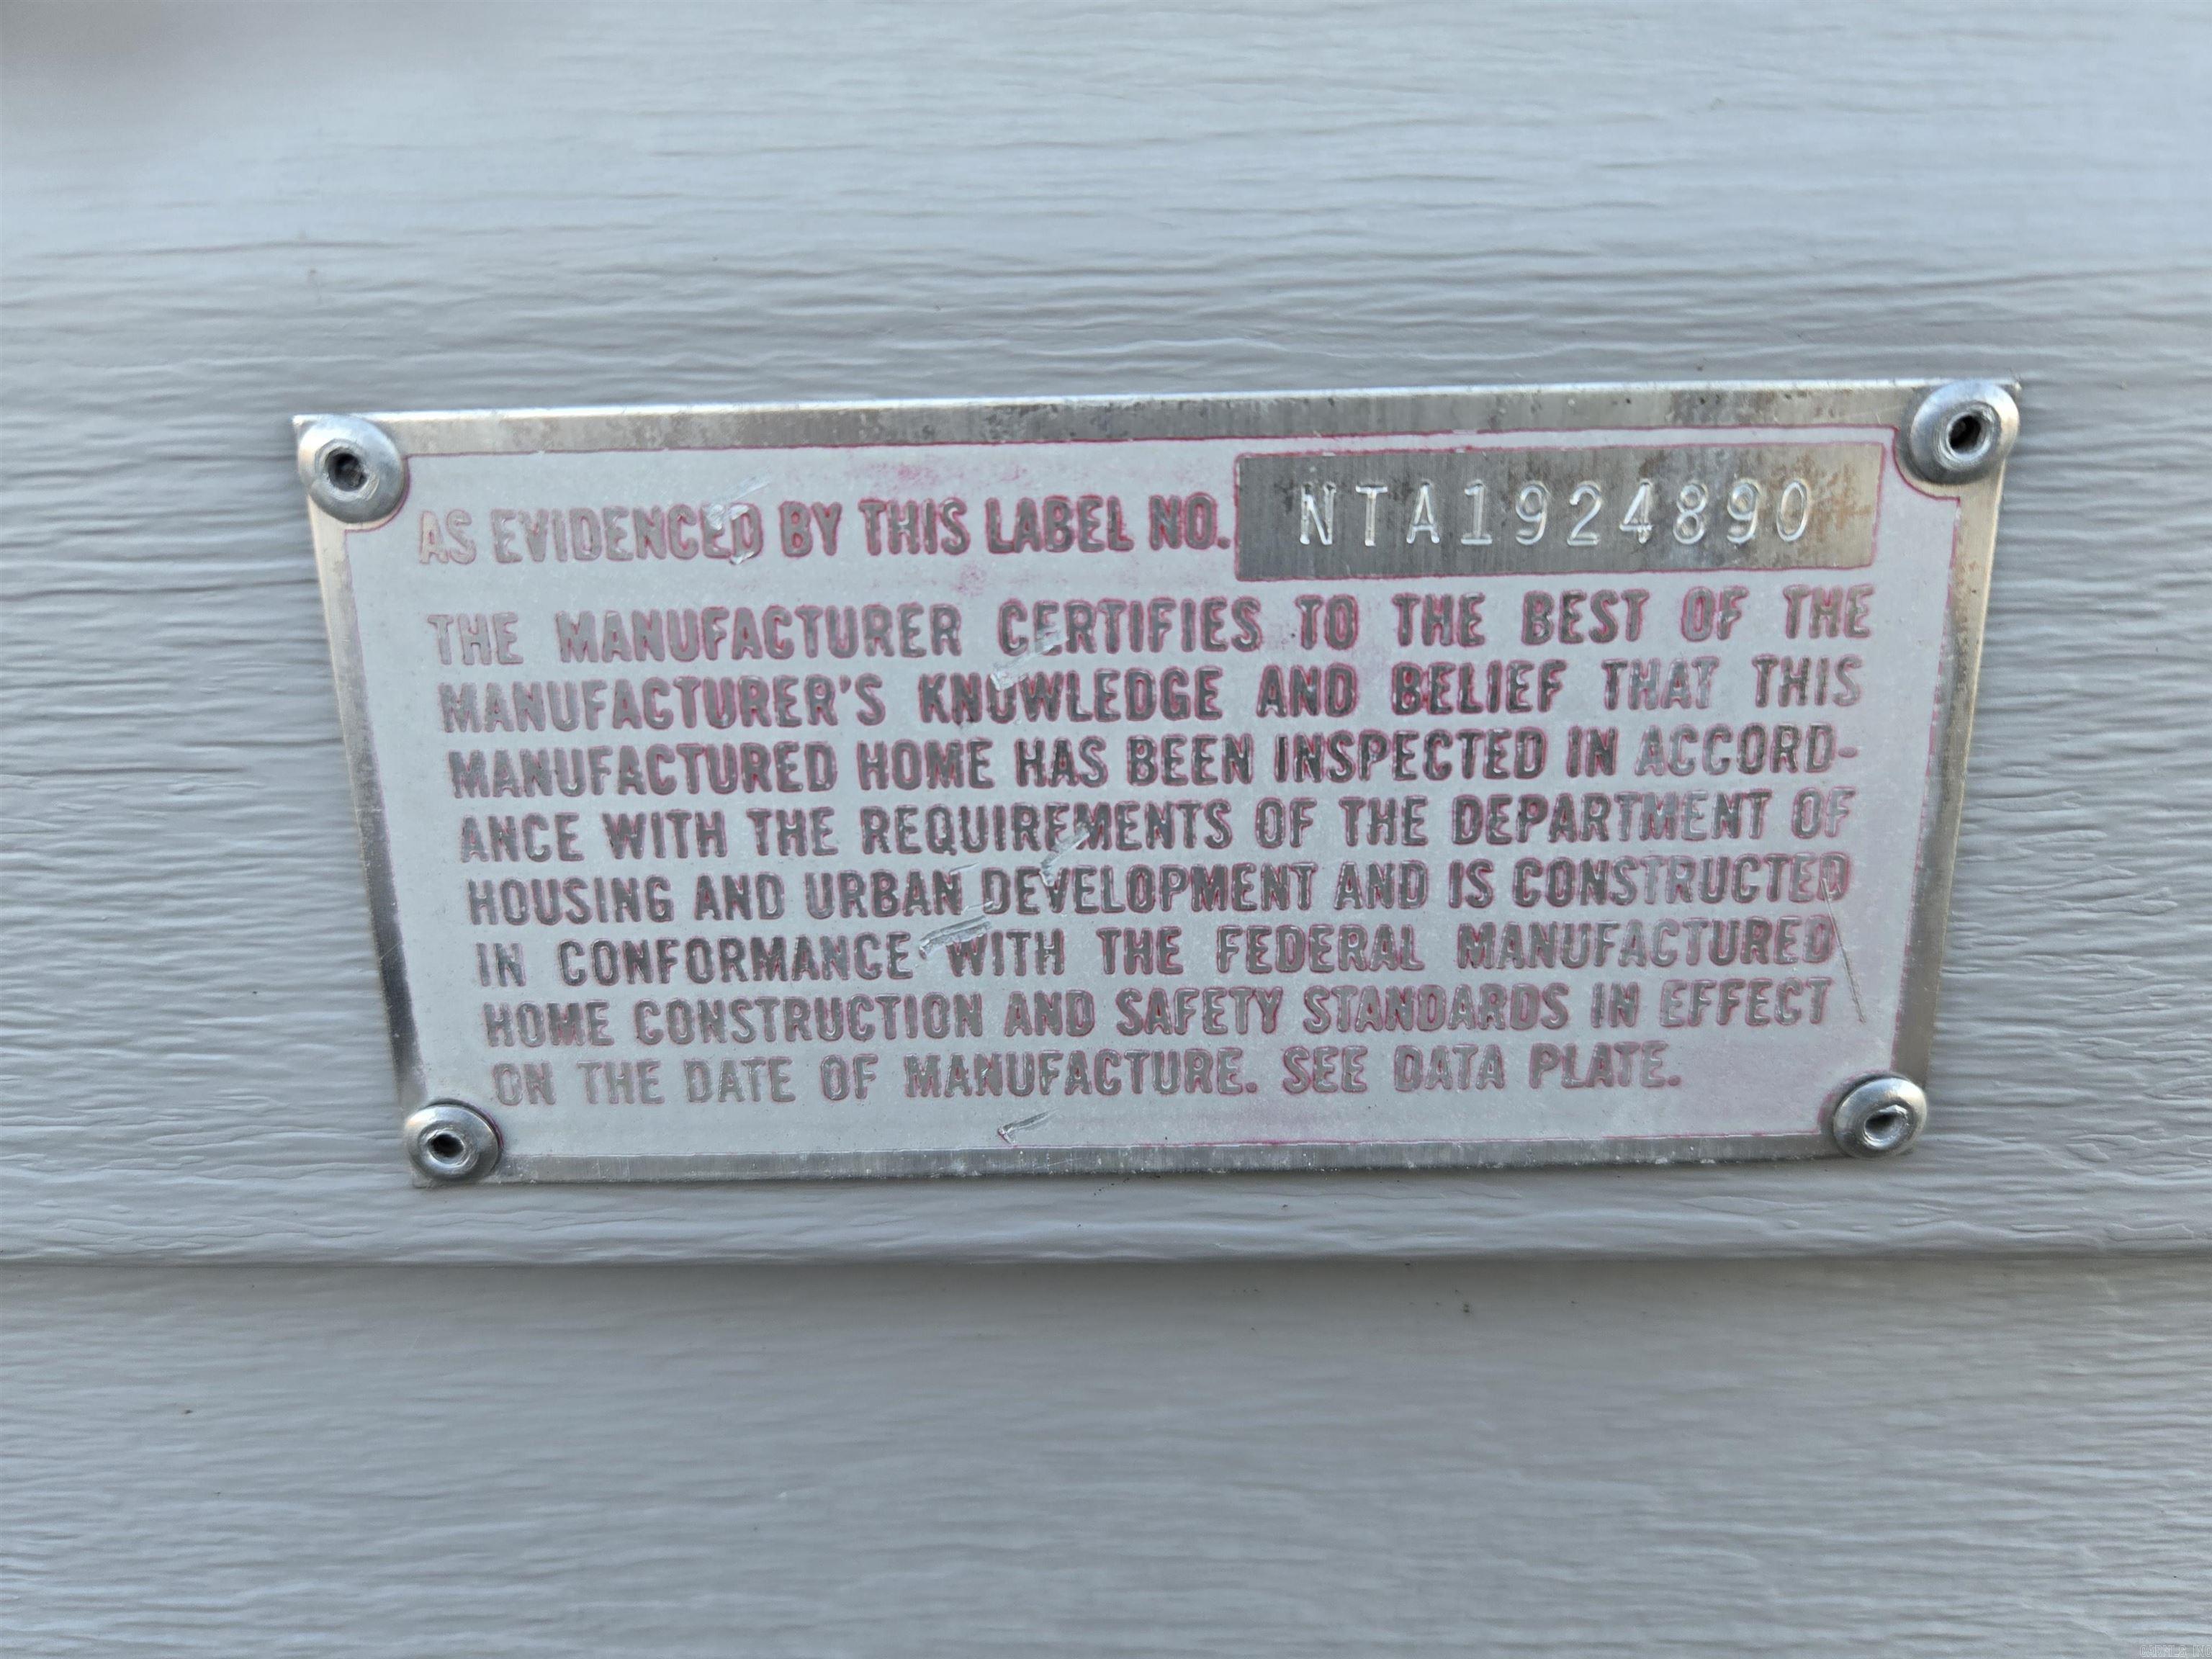 AS EVIDENCED BY THIS LABEL NO. NTA1924890
THE MANUFACTURER CERTIFIES TO THE BEST OF THE
MANUFACTURER'S KNOWLEDGE AND BELIEF THAT THIS
MANUFACTURED HOME HAS BEEN INSPECTED IN ACCORD-
ANCE WITH THE REQUIREMENTS OF THE DEPARTMENT OF
HOUSING AND URBAN DEVELOPMENT AND IS CONSTRUCTED
IN CONFORMANCE WITH THE FEDERAL MANUFACTURED
HOME CONSTRUCTION AND SAFETY STANDARDS IN EFFECT
ON THE DATE OF MANUFACTURE. SEE DATA PLATE.